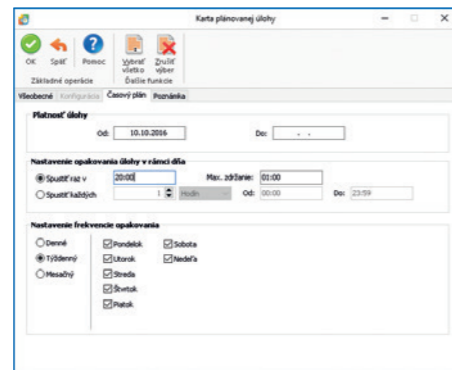 Karta plánovanej úlohy
OK Späť Pomoc Vybrať všetko Zrušiť výber
Základné operácie Ďalšie funkcie
Všeobecné Konfigurácia Časový plán Poznámka
Platnosť úlohy
Od: 10.10.2016 Do: . .
Nastavenie opakovania úlohy v rámci dňa
Spustiť raz v 20:00 Max. zdržanie: 01:00
Spustiť každých 1 Hodín Od: 00:00 Do: 23:59
Nastavenie frekvencie opakovania
Denné Pondelok Sobota
Týždenný Utorok Nedeľa
Mesačný Streda
Štvrtok
Piatok